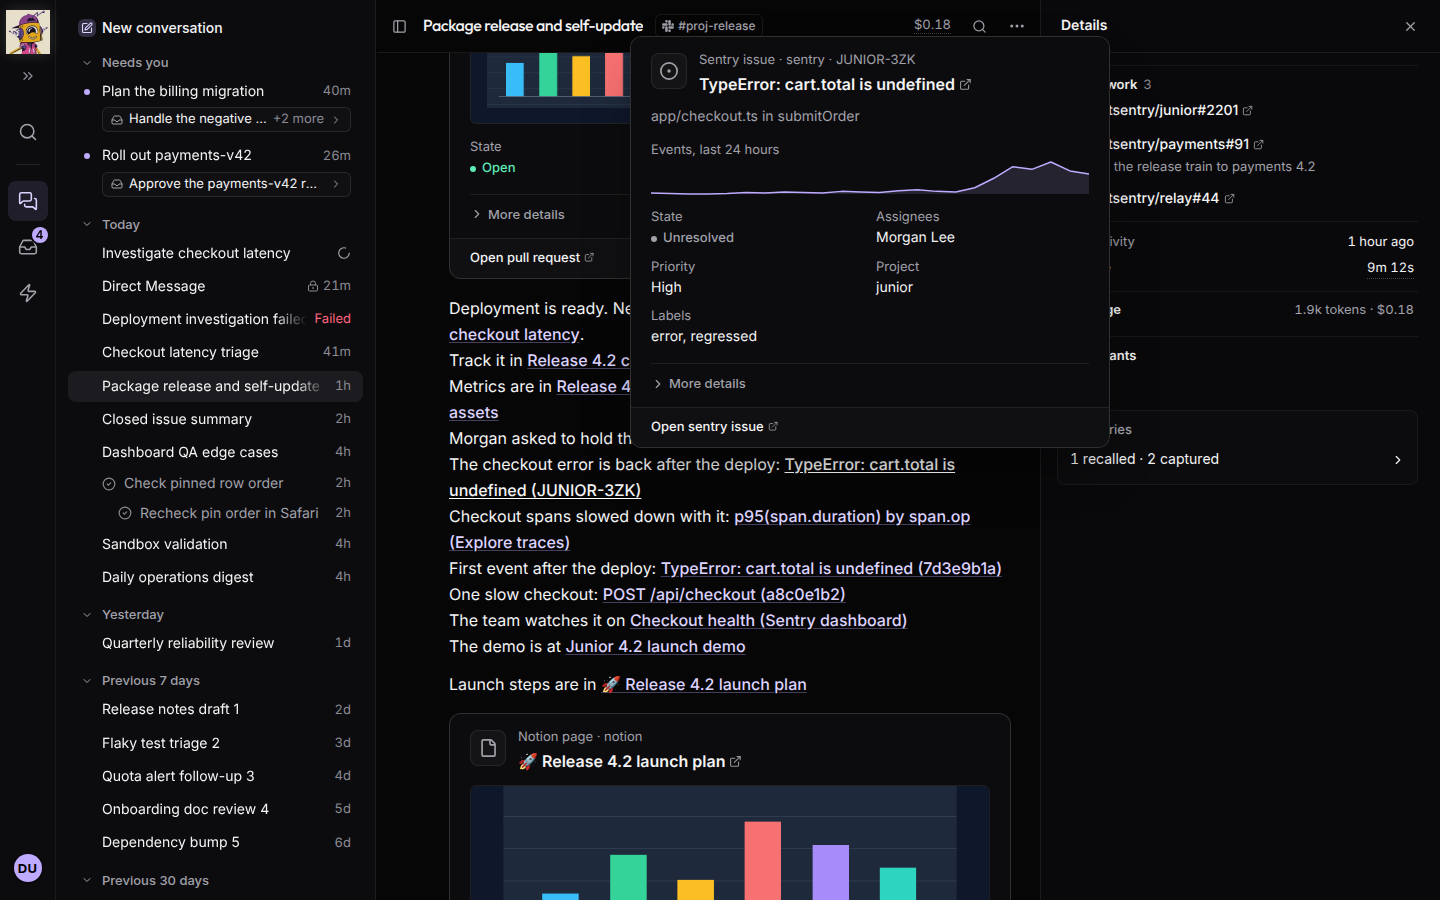 New conversation
Needs you
Plan the billing migration 40m
Handle the negative ... +2 more
Roll out payments-v42 26m
Approve the payments-v42 r...
Today
Investigate checkout latency
Direct Message 21m
Deployment investigation failed Failed
Checkout latency triage 41m
Package release and self-update 1h
Closed issue summary 2h
Dashboard QA edge cases 4h
Check pinned row order 2h
Recheck pin order in Safari 2h
Sandbox validation 4h
Daily operations digest 4h
Yesterday
Quarterly reliability review 1d
Previous 7 days
Release notes draft 1 2d
Flaky test triage 2 3d
Quota alert follow-up 3 4d
Onboarding doc review 4 5d
Dependency bump 5 6d
Previous 30 days
4
DU
Package release and self-update #proj-release $0.18
State
Open
More details
Open pull request
Deployment is ready. Ne
checkout latency.
Track it in Release 4.2 c
Metrics are in Release 4
assets
Morgan asked to hold th
The checkout error is back after the deploy: TypeError: cart.total is
undefined (JUNIOR-3ZK)
Checkout spans slowed down with it: p95(span.duration) by span.op
(Explore traces)
First event after the deploy: TypeError: cart.total is undefined (7d3e9b1a)
One slow checkout: POST /api/checkout (a8c0e1b2)
The team watches it on Checkout health (Sentry dashboard)
The demo is at Junior 4.2 launch demo
Launch steps are in 🚀 Release 4.2 launch plan
Notion page · notion
🚀 Release 4.2 launch plan
Sentry issue · sentry · JUNIOR-3ZK
TypeError: cart.total is undefined
app/checkout.ts in submitOrder
Events, last 24 hours
State Assignees
Unresolved Morgan Lee
Priority Project
High junior
Labels
error, regressed
More details
Open sentry issue
Details
work 3
tsentry/junior#2201
tsentry/payments#91
the release train to payments 4.2
tsentry/relay#44
ivity 1 hour ago
9m 12s
ge 1.9k tokens · $0.18
ants
ries
1 recalled · 2 captured